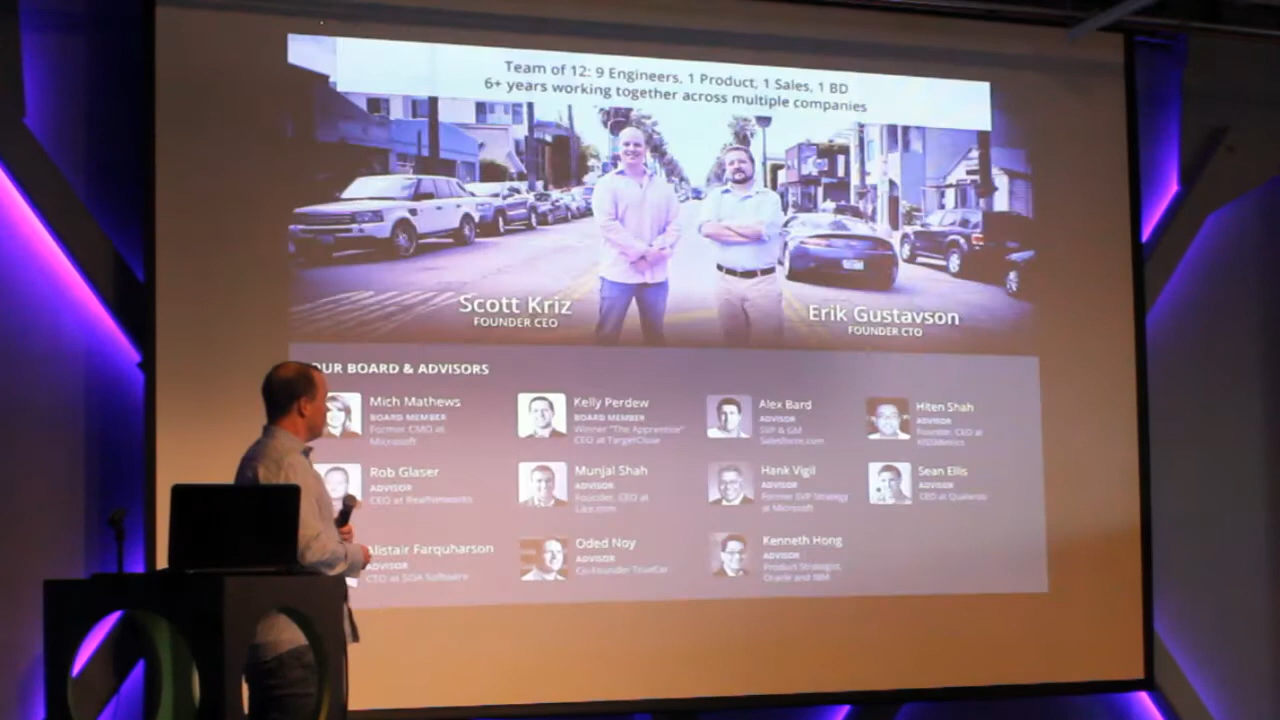 Team of 12: 9 Engineers, 1 Product, 1 Sales, 1 BD
6+ years working together across multiple companies
Scott Kriz
FOUNDER CEO
Erik Gustavson
FOUNDER CTO
OUR BOARD & ADVISORS
Mich Mathews
BOARD MEMBER
Former CMO at
Microsoft
Kelly Perdew
BOARD MEMBER
Winner "The Apprentice"
CEO at TargetClose
Alex Bard
ADVISOR
SVP & GM
Salesforce.com
Hiten Shah
ADVISOR
Founder, CEO at
KISSMetrics
Rob Glaser
ADVISOR
CEO at RealNetworks
Munjal Shah
ADVISOR
Founder, CEO at
Like.com
Hank Vigil
ADVISOR
Former SVP Strategy
at Microsoft
Sean Ellis
ADVISOR
CEO at Qualaroo
Alistair Farquharson
ADVISOR
CTO at SOA Software
Oded Noy
ADVISOR
Co-Founder TrueCar
Kenneth Hong
ADVISOR
Product Strategist,
Oracle and IBM